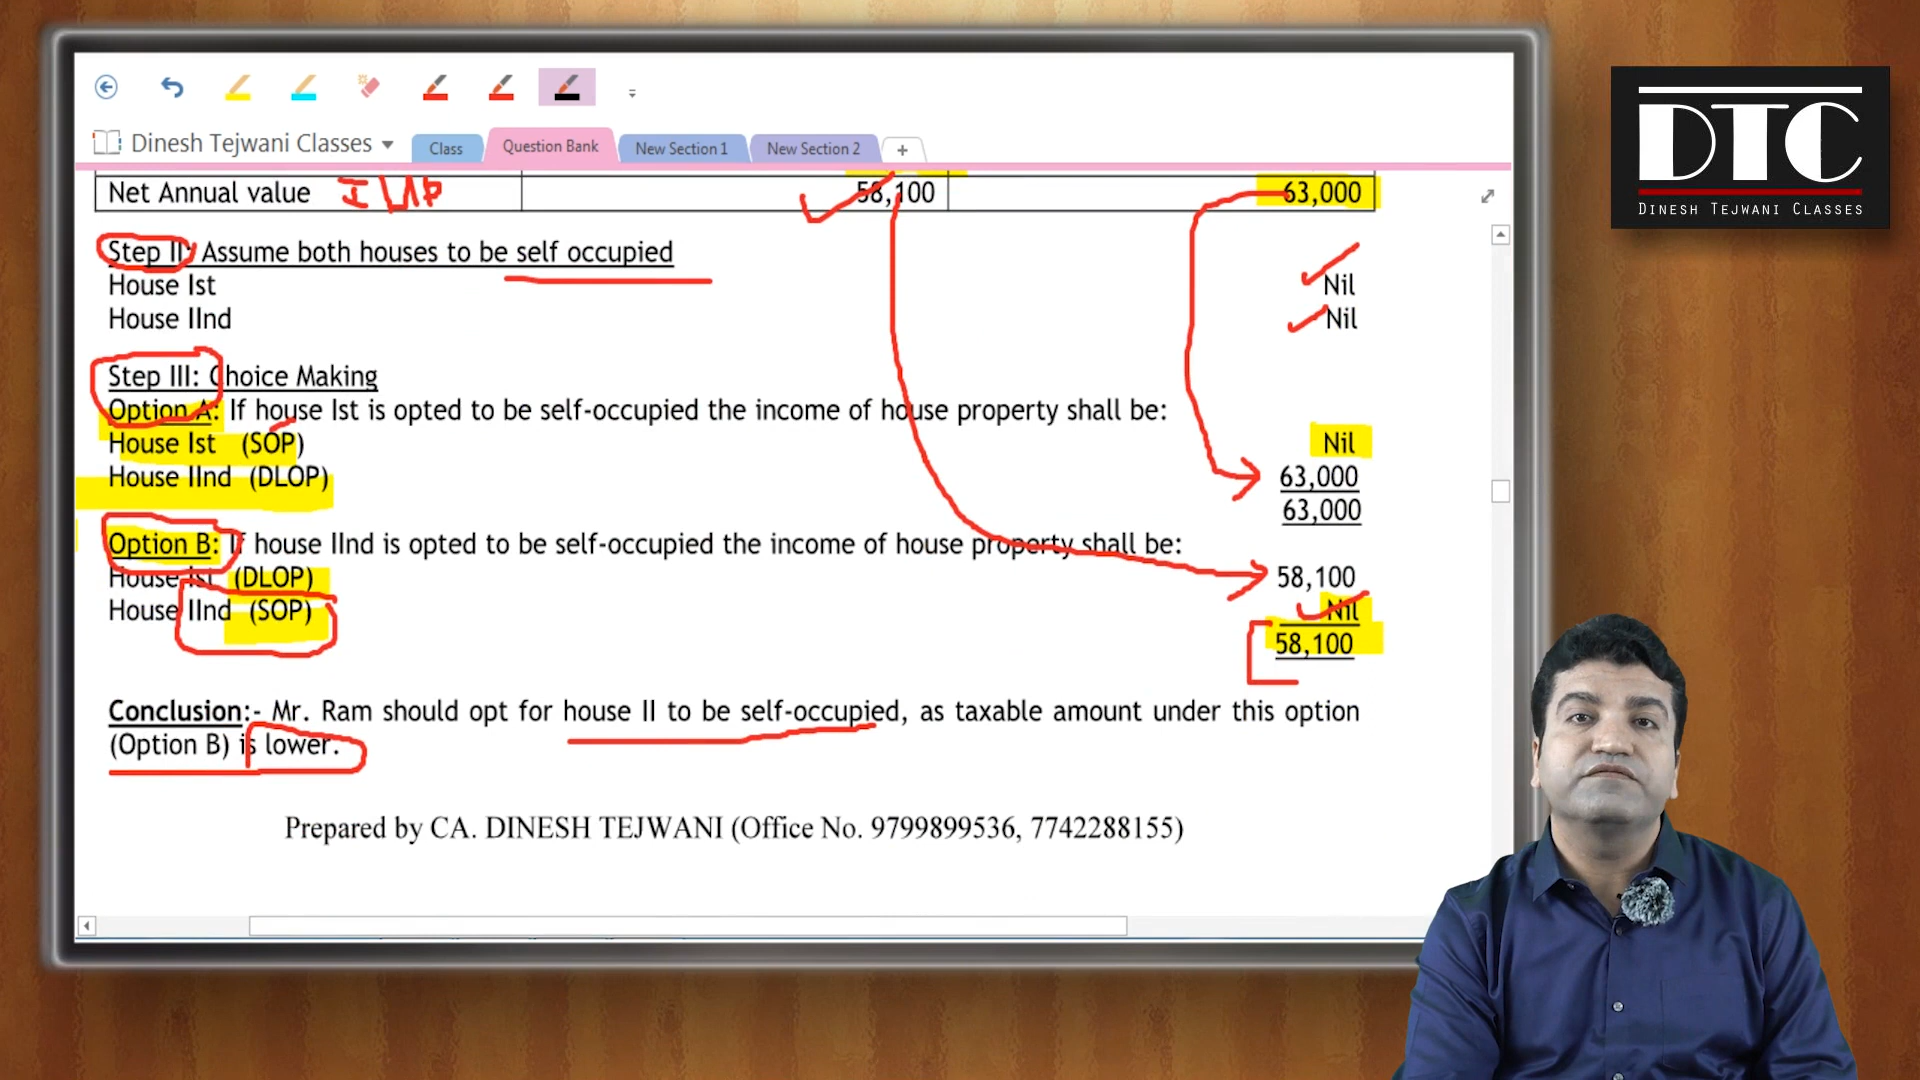 DTC
DINESH TEJWANI CLASSES
Dinesh Tejwani Classes
Class
Question Bank
New Section 1
New Section 2
Net Annual value 58,100 63,000
Step II: Assume both houses to be self occupied
House Ist Nil
House IInd Nil
Step III: Choice Making
Option A: If house Ist is opted to be self-occupied the income of house property shall be:
House Ist (SOP) Nil
House IInd (DLOP) 63,000
63,000
Option B: If house IInd is opted to be self-occupied the income of house property shall be:
House Ist (DLOP) 58,100
House IInd (SOP) Nil
58,100
Conclusion:- Mr. Ram should opt for house II to be self-occupied, as taxable amount under this option
(Option B) is lower.
Prepared by CA. DINESH TEJWANI (Office No. 9799899536, 7742288155)